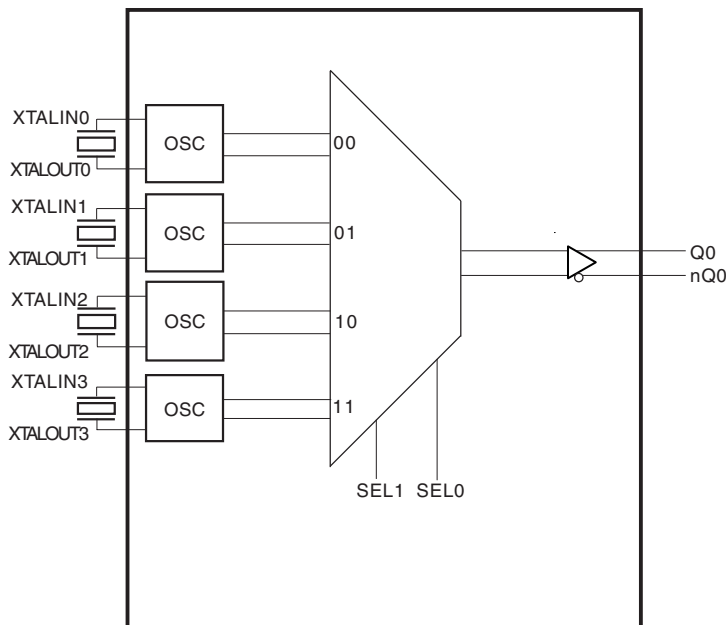 XTALIN0
OSC
00
XTALOUT0
XTALIN1
OSC
01
XTALOUT1
Q0
nQ0
XTALIN2
OSC
10
XTALOUT2
XTALIN3
OSC
11
XTALOUT3
SEL1 SEL0